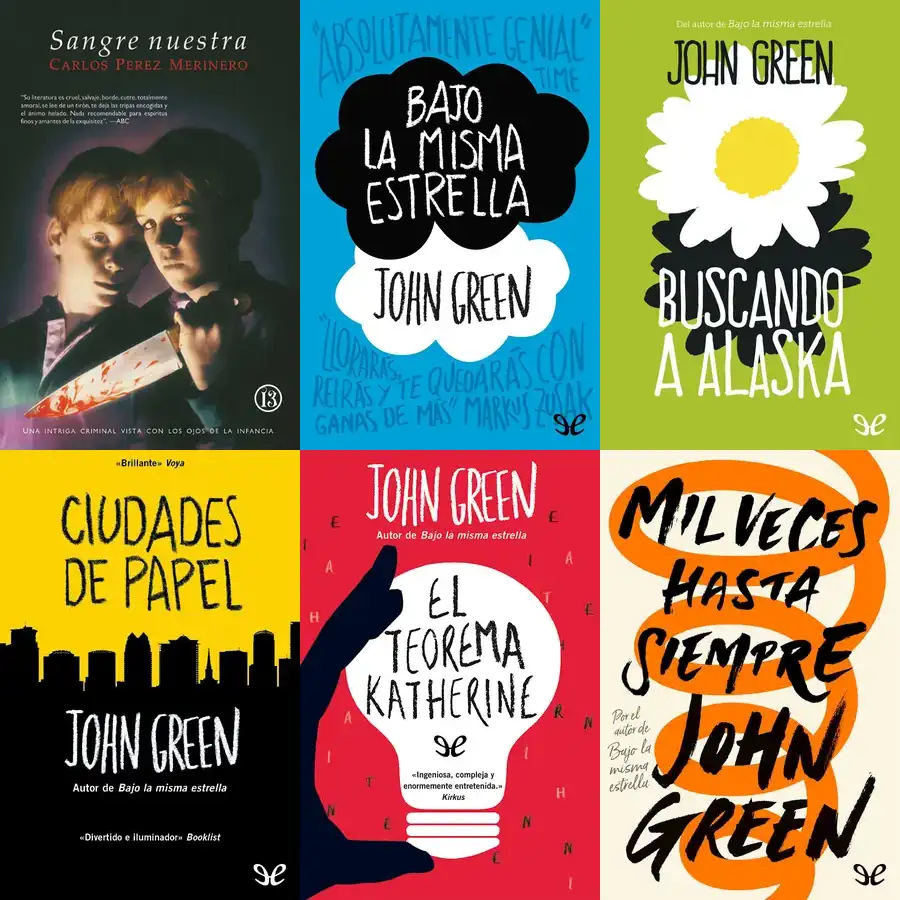 Sangre nuestra
CARLOS PEREZ MERINERO
"Su literatura es cruel, salvaje, borde, cutre, totalmente
amoral, se lee de un tirón, te deja las tripas encogidas y
el ánimo helado. Nada recomendable para espíritus
finos y amantes de la exquisitez". —ABC
13
UNA INTRIGA CRIMINAL VISTA CON LOS OJOS DE LA INFANCIA
"ABSOLUTAMENTE GENIAL"
TIME
BAJO
LA MISMA
ESTRELLA
JOHN GREEN
"LLORARÁS,
REIRÁS Y TE QUEDARÁS CON
GANAS DE MÁS" MARKUS ZUSAK
Del autor de Bajo la misma estrella
JOHN GREEN
BUSCANDO
A ALASKA
«Brillante» Voya
CIUDADES
DE PAPEL
JOHN GREEN
Autor de Bajo la misma estrella
«Divertido e iluminador» Booklist
JOHN GREEN
Autor de Bajo la misma estrella
EL
TEOREMA
KATHERINE
«Ingeniosa, compleja y
enormemente entretenida.»
Kirkus
MIL VECES
HASTA
SIEMPRE
Por el
autor de
Bajo la
misma
estrella
JOHN
GREEN